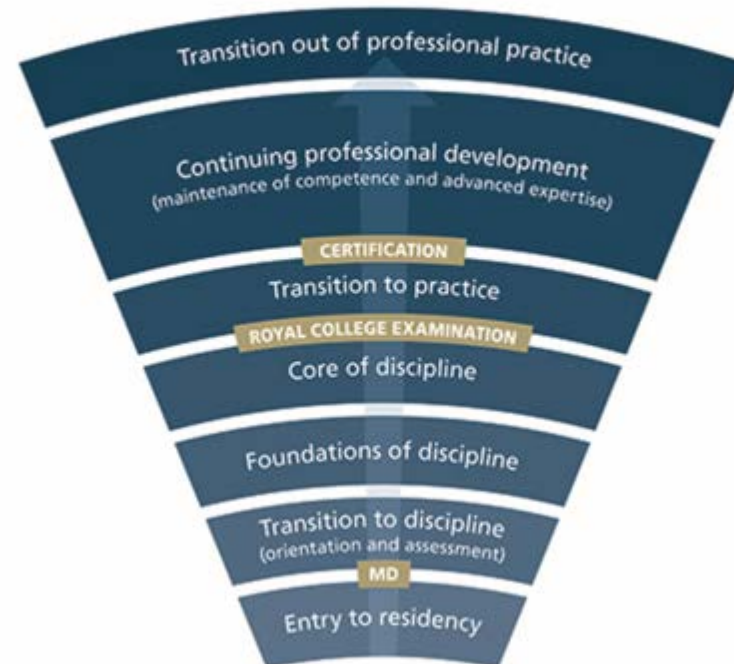 Transition out of professional practice
Continuing professional development
(maintenance of competence and advanced expertise)
CERTIFICATION
Transition to practice
ROYAL COLLEGE EXAMINATION
Core of discipline
Foundations of discipline
Transition to discipline
(orientation and assessment)
MD
Entry to residency